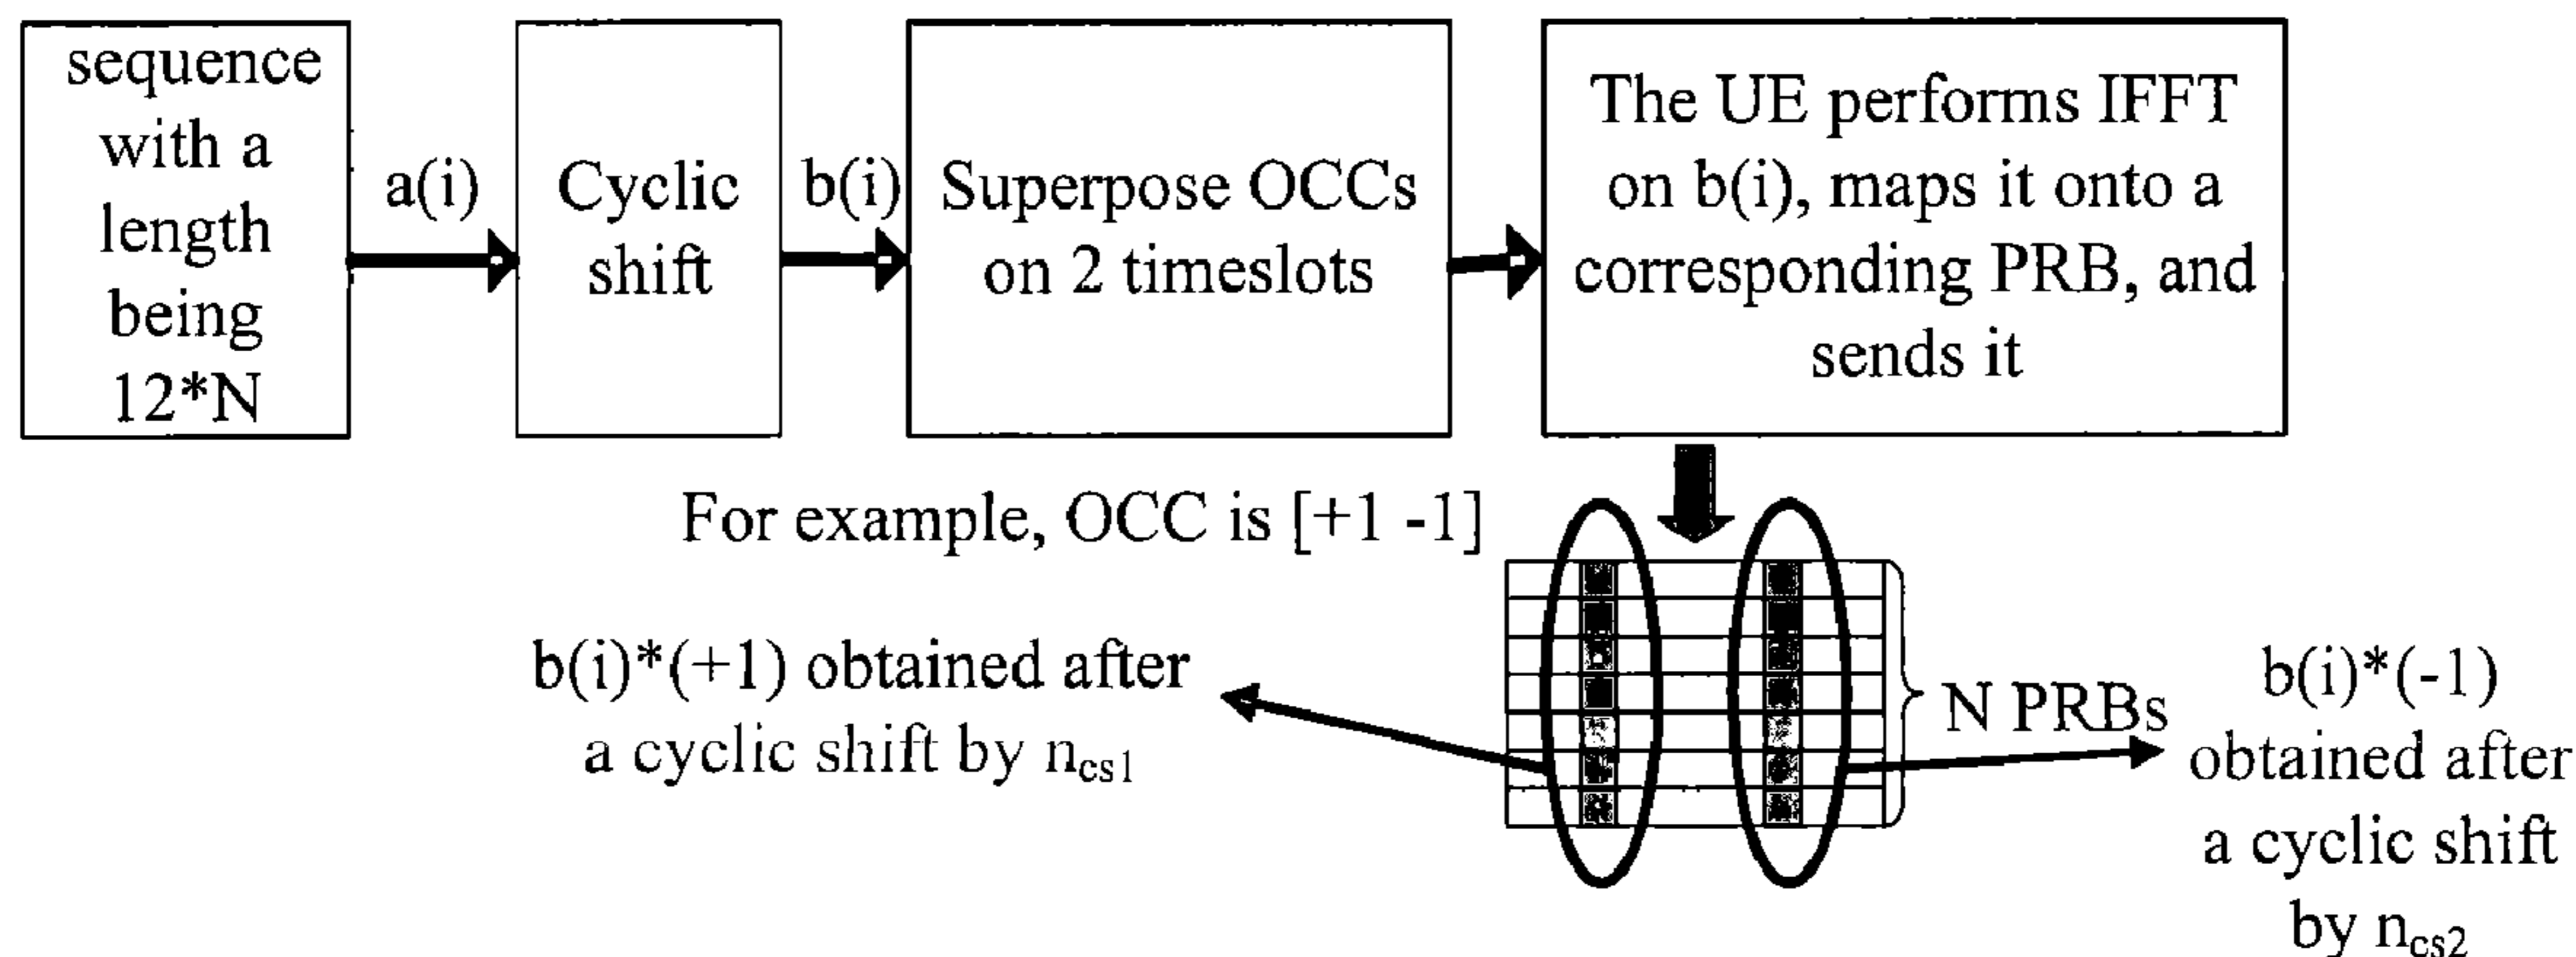 sequence
with a
length
being
12*N
a(i)
Cyclic
shift
b(i)
Superpose OCCs
on 2 timeslots
The UE performs IFFT
on b(i), maps it onto a
corresponding PRB, and
sends it
For example, OCC is [+1 -1]
b(i)*(+1) obtained after
a cyclic shift by n_cs1
N PRBs
b(i)*(-1)
obtained after
a cyclic shift
by n_cs2